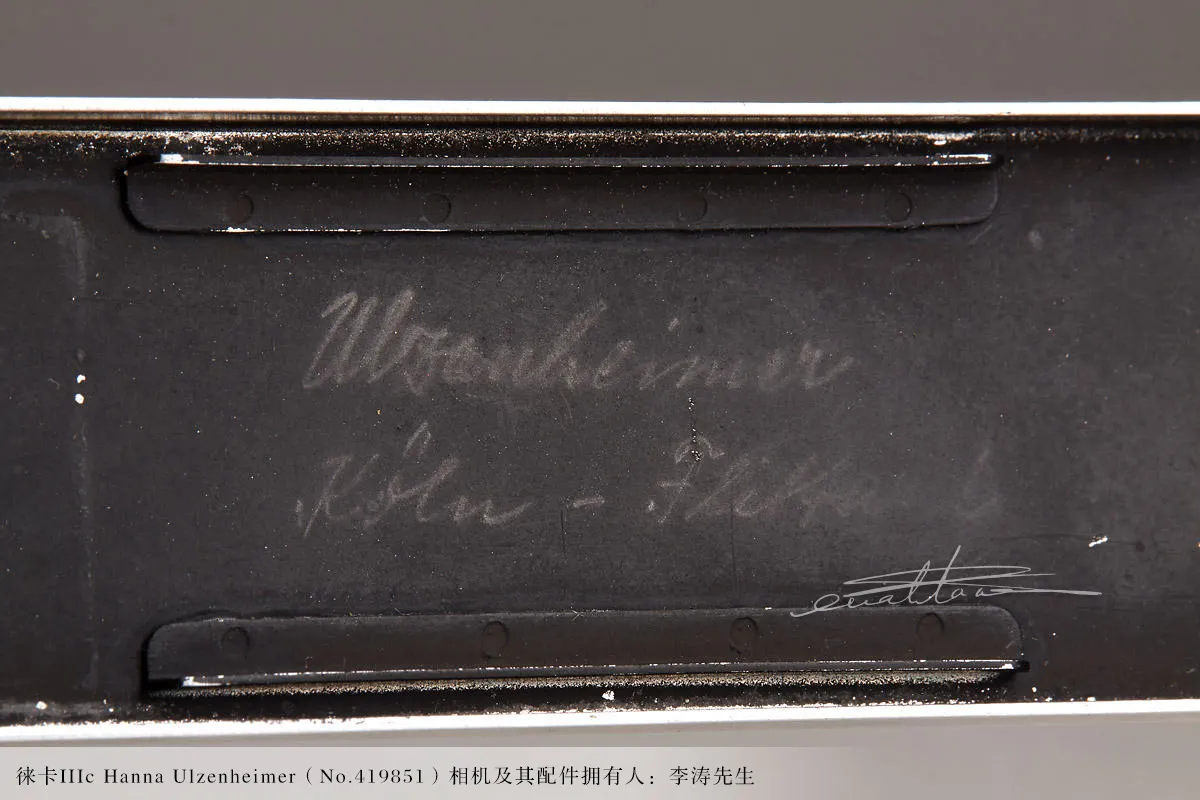 Ulzenheimer
Köln -
徕卡IIIc Hanna Ulzenheimer（No.419851）相机及其配件拥有人：李涛先生